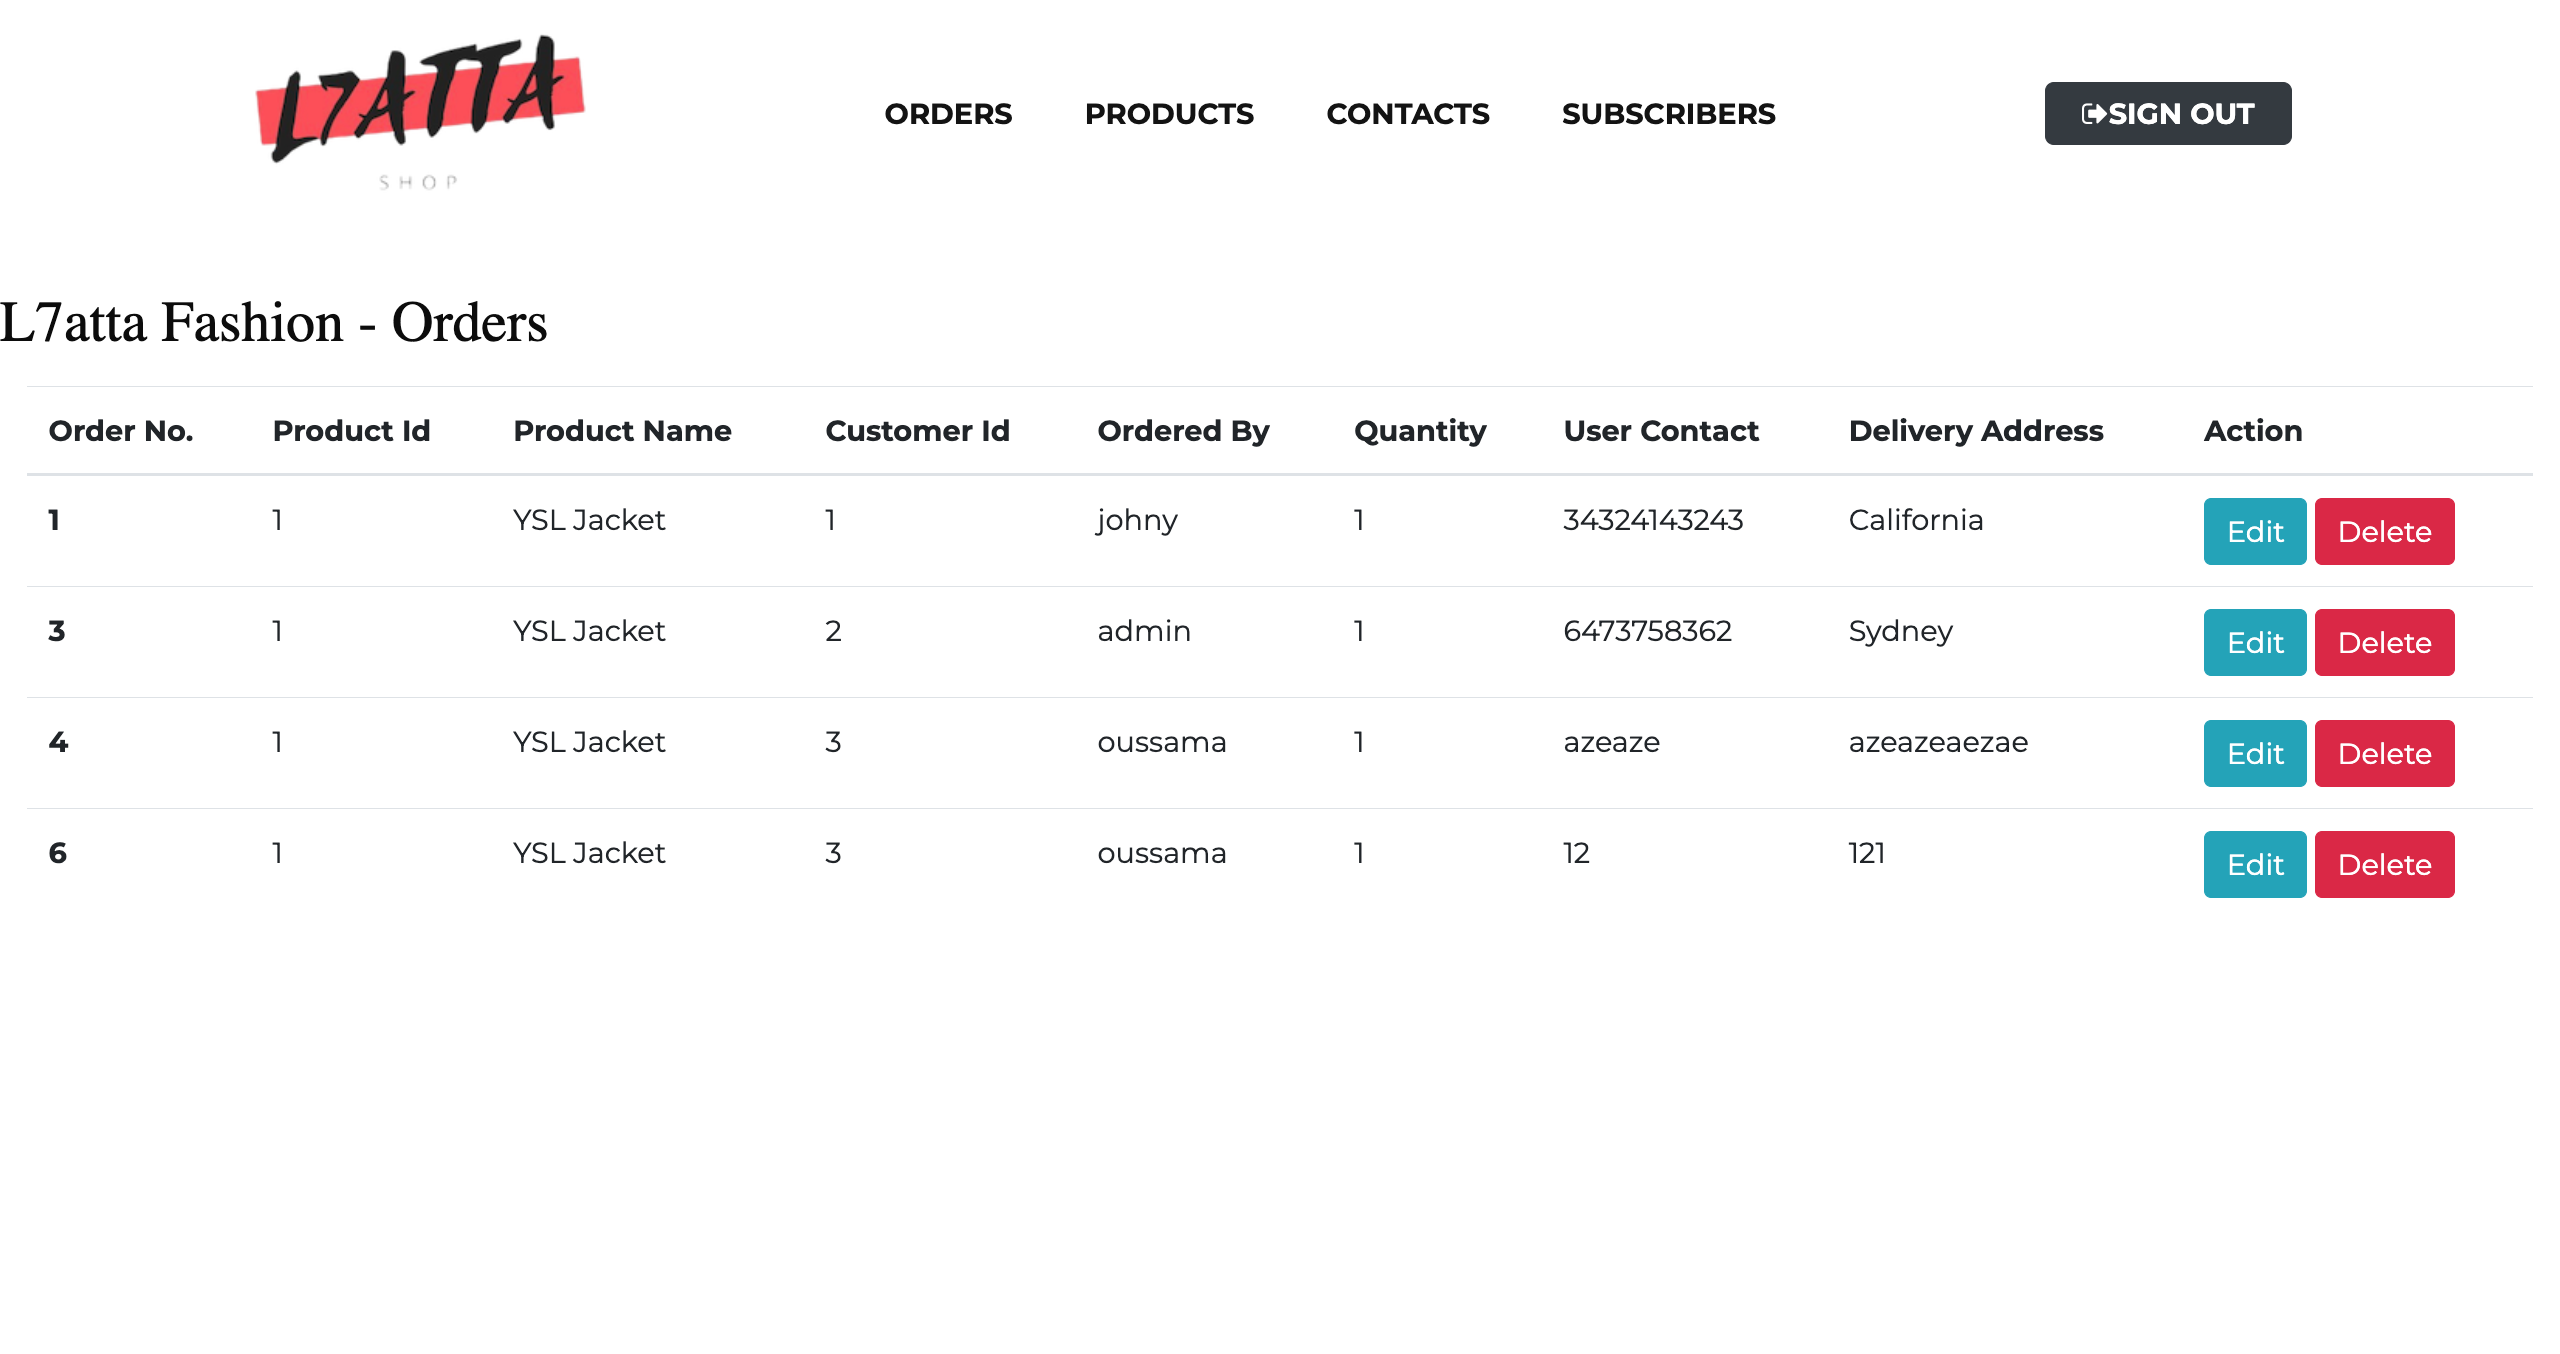 L7ATTA
SHOP
ORDERS PRODUCTS CONTACTS SUBSCRIBERS
SIGN OUT
L7atta Fashion - Orders
Order No. Product Id Product Name Customer Id Ordered By Quantity User Contact Delivery Address Action
1 1 YSL Jacket 1 johny 1 34324143243 California Edit Delete
3 1 YSL Jacket 2 admin 1 6473758362 Sydney Edit Delete
4 1 YSL Jacket 3 oussama 1 azeaze azeazeaezae Edit Delete
6 1 YSL Jacket 3 oussama 1 12 121 Edit Delete